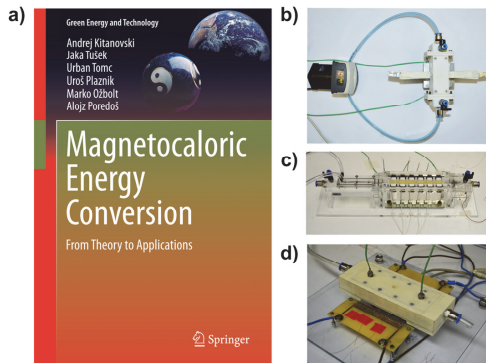 a)
Green Energy and Technology
Andrej Kitanovski
Jaka Tušek
Urban Tomc
Uroš Plaznik
Marko Ožbolt
Alojz Poredoš
Magnetocaloric
Energy
Conversion
From Theory to Applications
Springer
b)
c)
d)